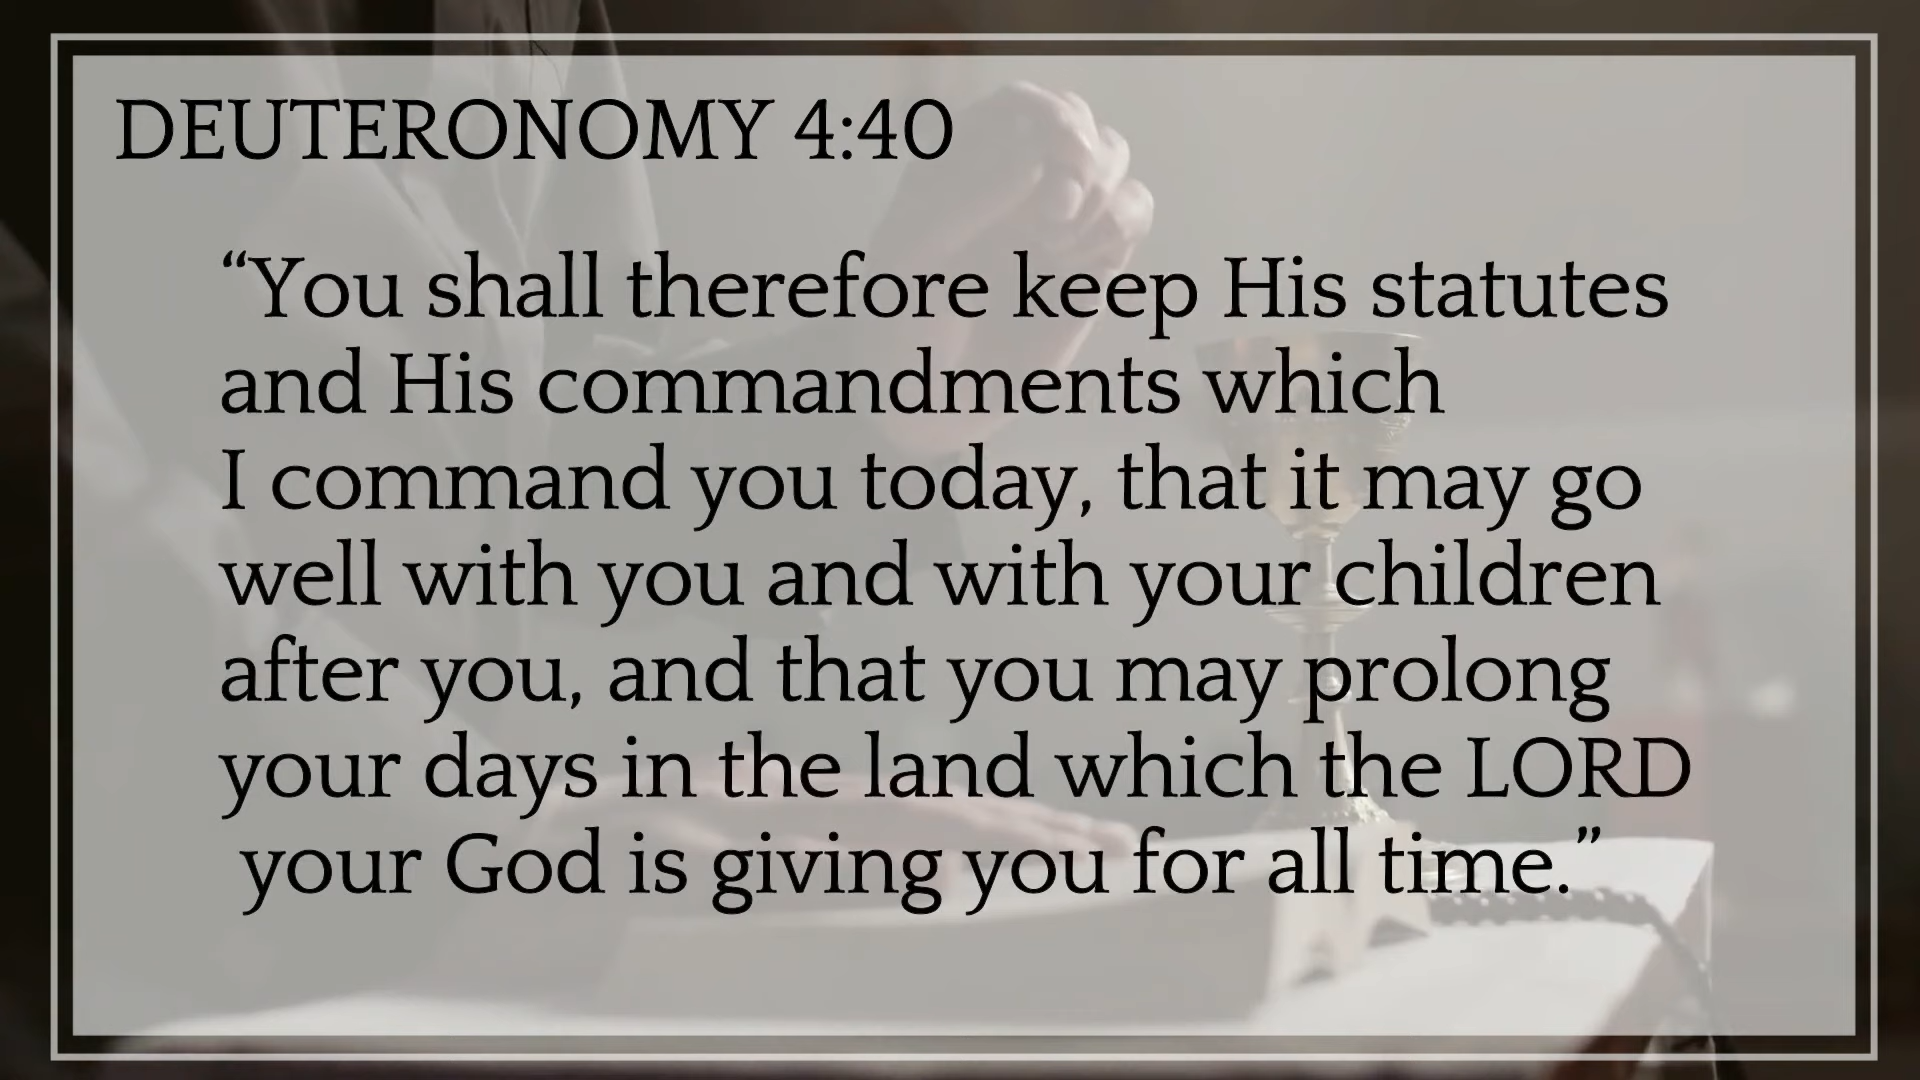 DEUTERONOMY 4:40
“You shall therefore keep His statutes
and His commandments which
I command you today, that it may go
well with you and with your children
after you, and that you may prolong
your days in the land which the LORD
your God is giving you for all time.”